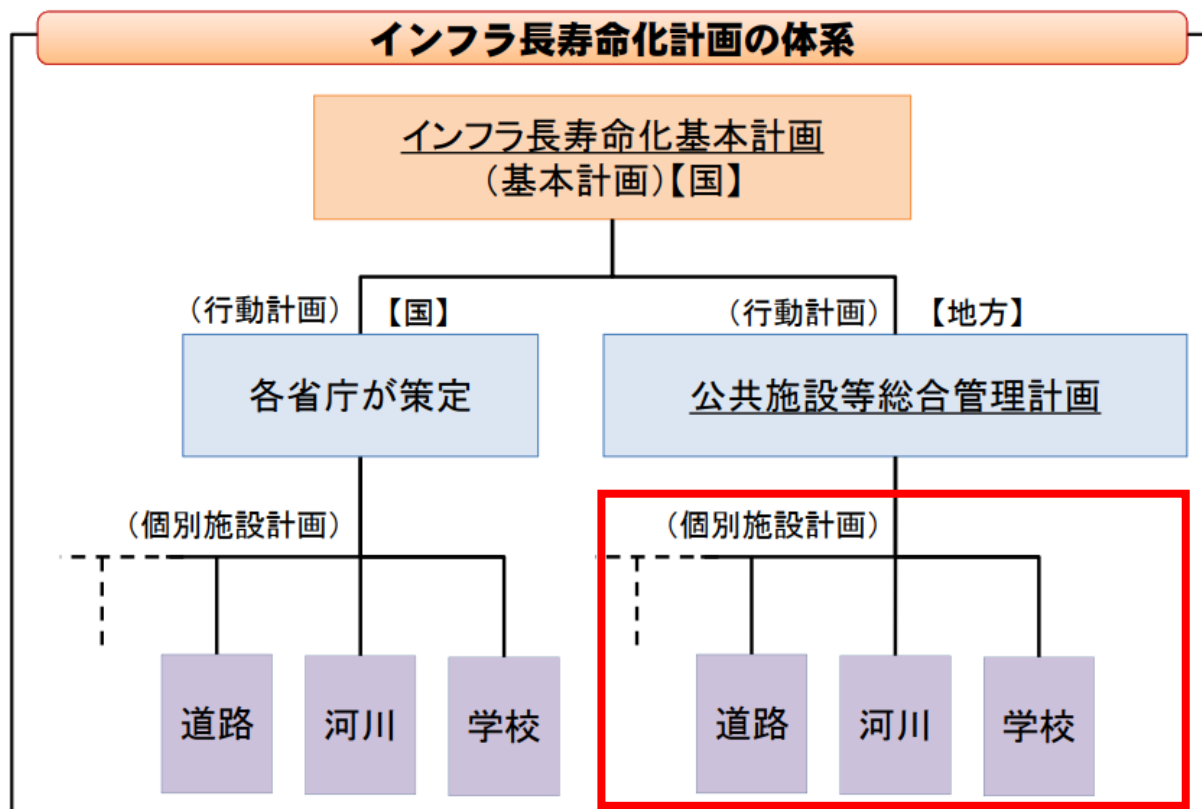 インフラ長寿命化計画の体系
インフラ長寿命化基本計画
(基本計画)【国】
(行動計画) 【国】
(行動計画) 【地方】
各省庁が策定
公共施設等総合管理計画
(個別施設計画)
(個別施設計画)
道路
河川
学校
道路
河川
学校